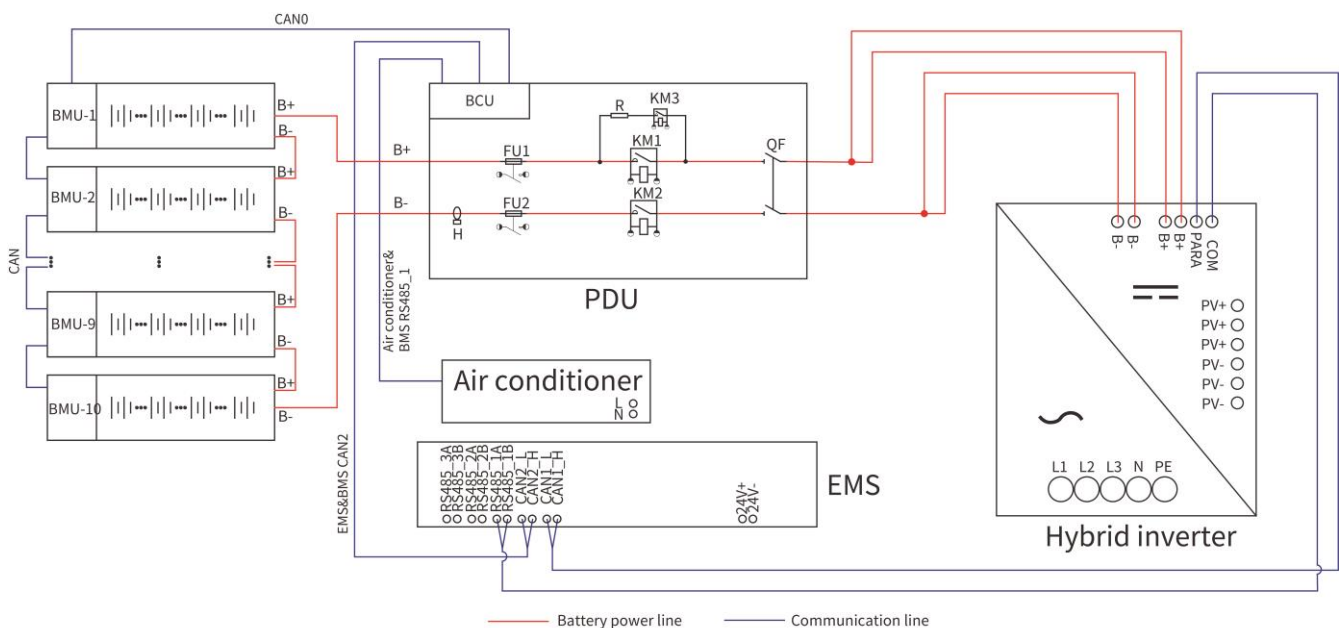 CAN0
BMU-1
B+
B-
B+
BMU-2
B-
CAN
BMU-9
B+
B-
BMU-10
B+
B-
BCU
B+
B-
H
FU1
FU2
R
KM3
KM1
KM2
QF
PDU
Air conditioner&
BMS RS485_1
Air conditioner
L
N
EMS&BMS CAN2
RS485_3A
RS485_3B
RS485_2A
RS485_2B
RS485_1A
RS485_1B
CAN2_L
CAN2_H
CAN1_L
CAN1_H
24V+
24V-
EMS
B-
B-
B+
B+
PARA
COM
PV+
PV+
PV+
PV-
PV-
PV-
L1 L2 L3 N PE
Hybrid inverter
Battery power line
Communication line